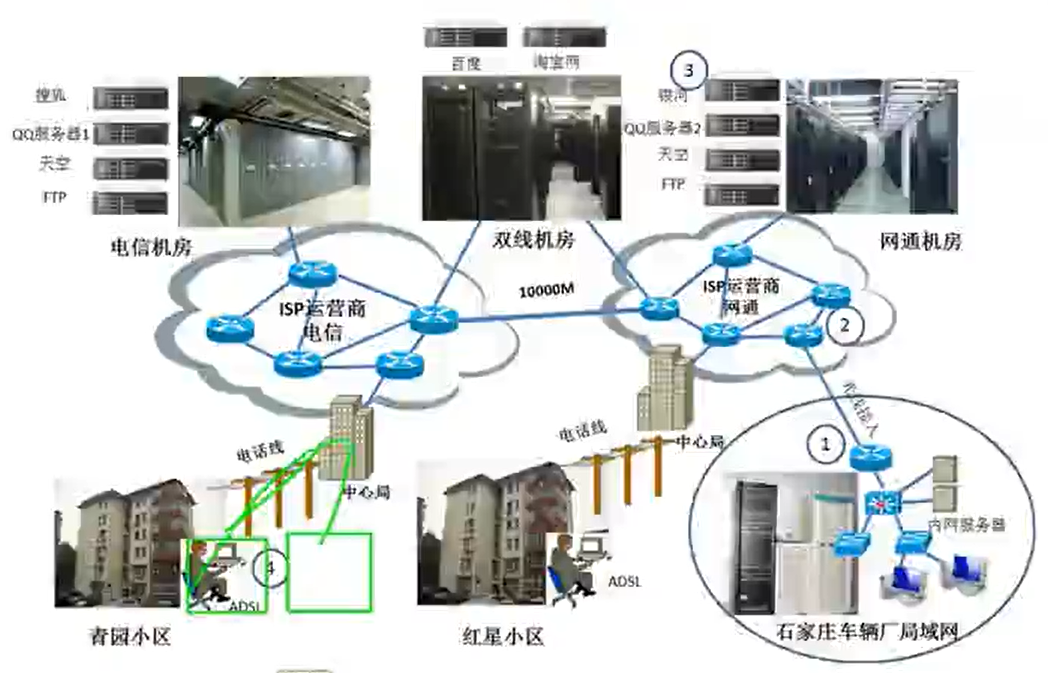 百度
淘宝网
搜狐
QQ服务器1
天空
FTP
电信机房
双线机房
③
银河
QQ服务器2
天空
FTP
网通机房
ISP运营商
电信
10000M
ISP运营商
网通
②
光线接入
①
电话线
中心局
电话线
中心局
内网服务器
④
ADSL
ADSL
青园小区
红星小区
石家庄车辆厂局域网